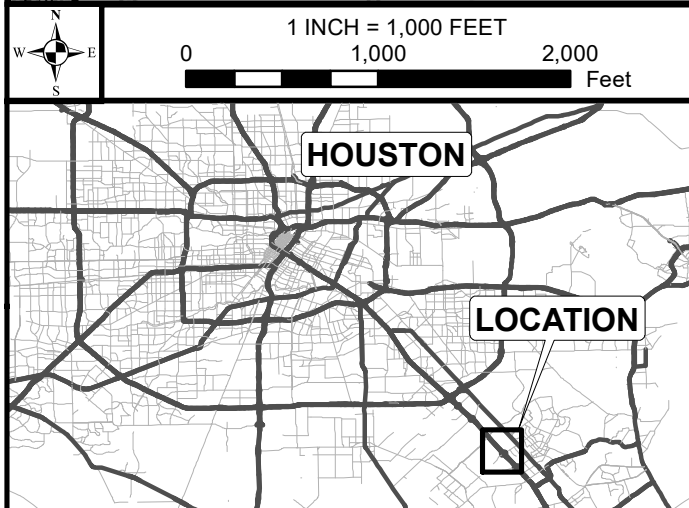 N
W E
S
1 INCH = 1,000 FEET
0 1,000 2,000
Feet
HOUSTON
LOCATION